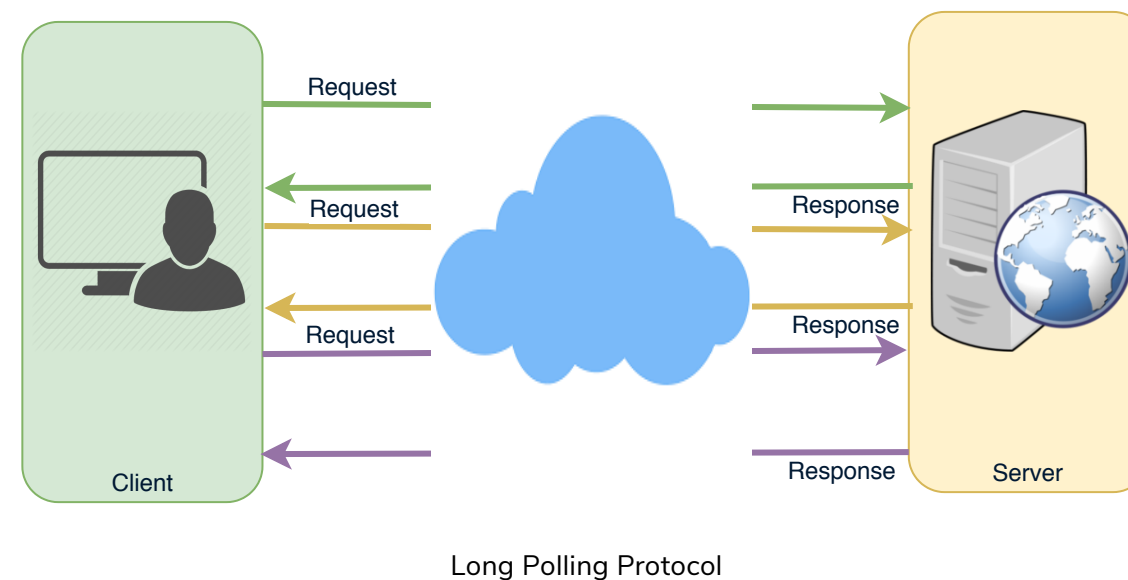 Request
Request
Response
Request
Response
Response
Client
Server
Long Polling Protocol